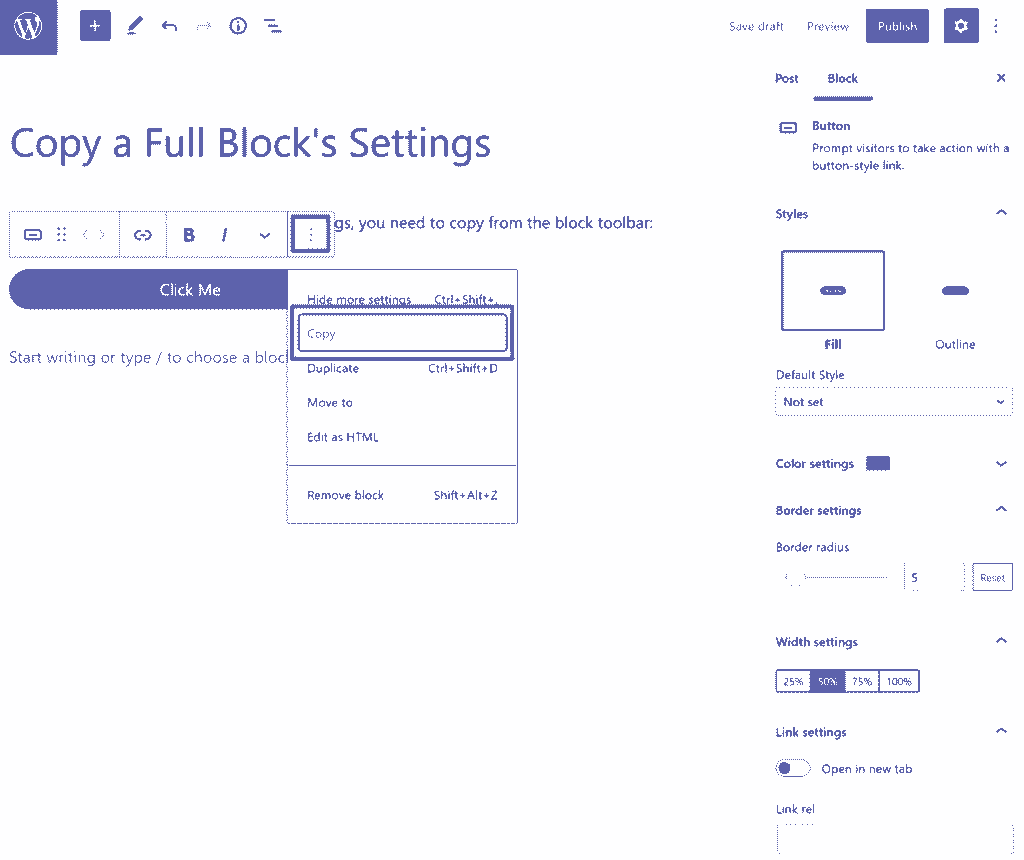 Save draft
Preview
Publish
Post
Block
Button
Prompt visitors to take action with a
button-style link.
Copy a Full Block's Settings
gs, you need to copy from the block toolbar:
B I
Click Me
Hide more settings Ctrl+Shift+,
Copy
Duplicate Ctrl+Shift+D
Move to
Edit as HTML
Remove block Shift+Alt+Z
Start writing or type / to choose a bloc
Styles
Fill
Outline
Default Style
Not set
Color settings
Border settings
Border radius
5
Reset
Width settings
25% 50% 75% 100%
Link settings
Open in new tab
Link rel